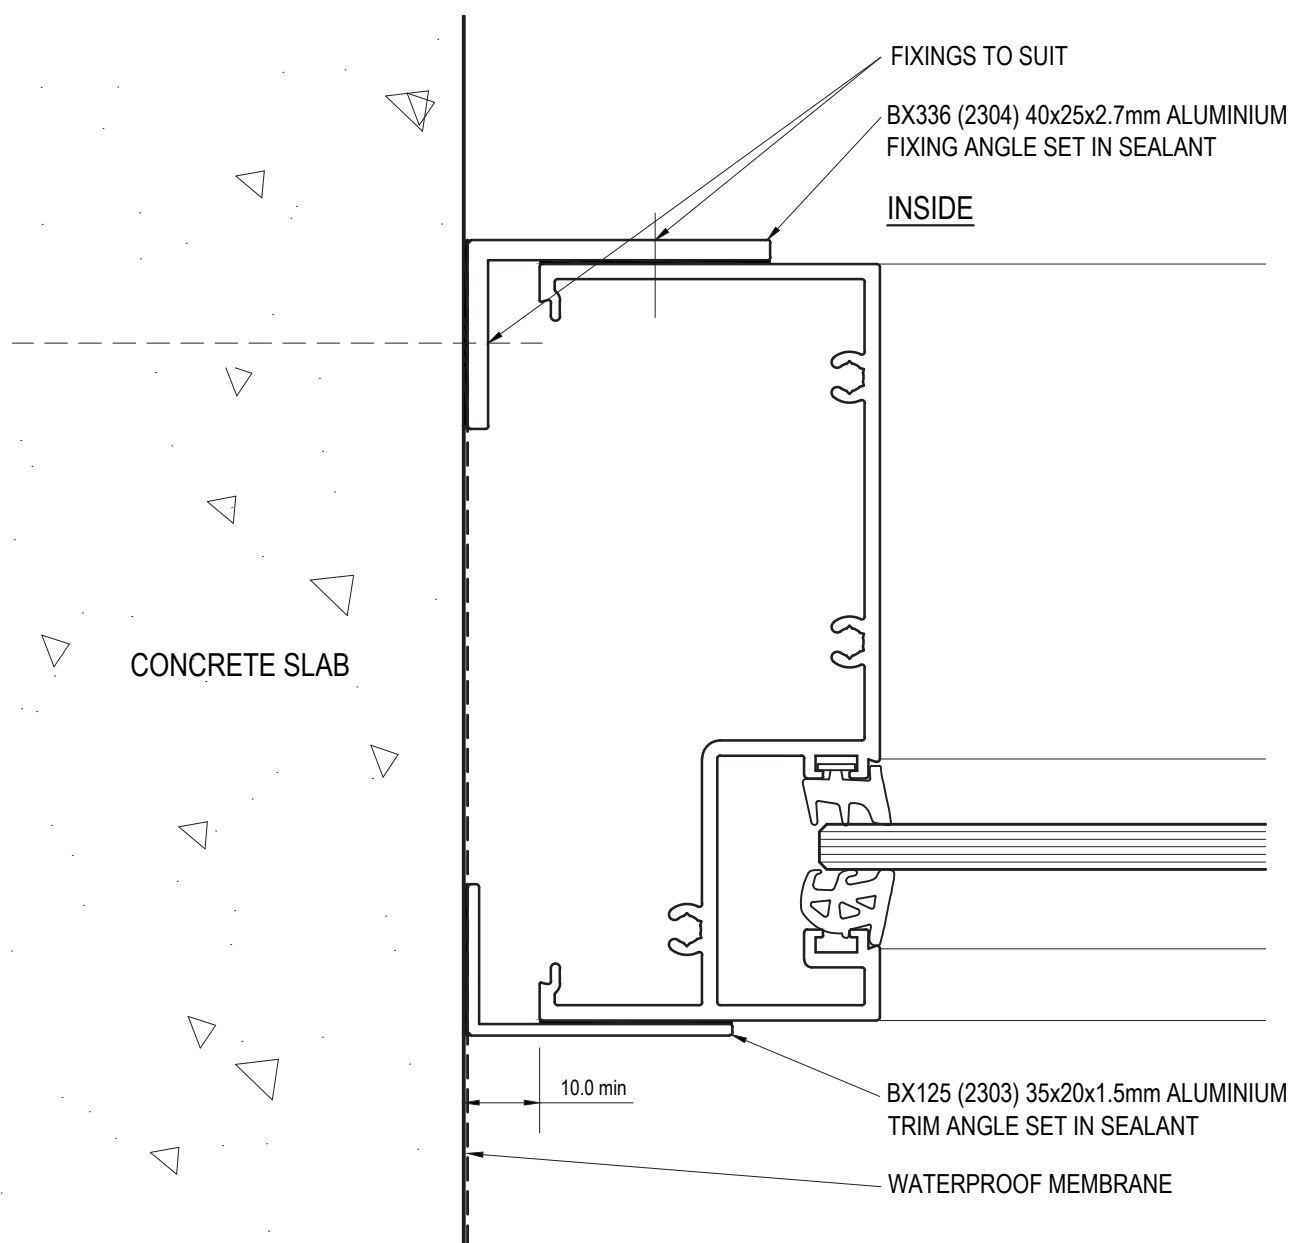 FIXINGS TO SUIT
BX336 (2304) 40x25x2.7mm ALUMINIUM
FIXING ANGLE SET IN SEALANT
INSIDE
CONCRETE SLAB
10.0 min
BX125 (2303) 35x20x1.5mm ALUMINIUM
TRIM ANGLE SET IN SEALANT
WATERPROOF MEMBRANE